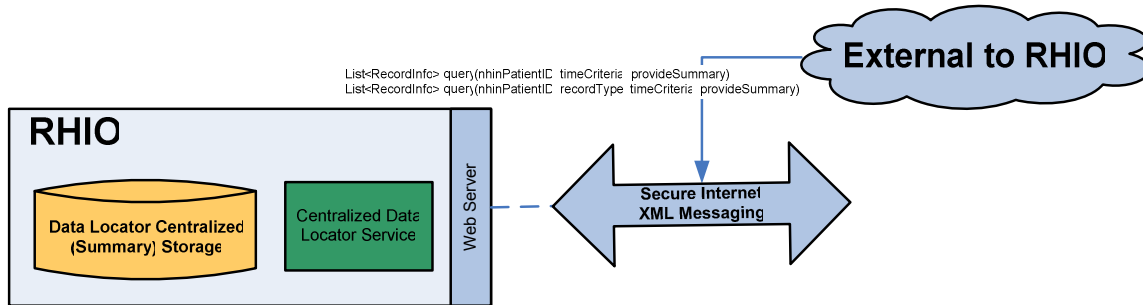 External to RHIO
List<RecordInfo> query(nhinPatientID, timeCriteria, provideSummary)
List<RecordInfo> query(nhinPatientID, recordType, timeCriteria, provideSummary)
RHIO
Data Locator Centralized
(Summary) Storage
Centralized Data
Locator Service
Web Server
Secure Internet
XML Messaging